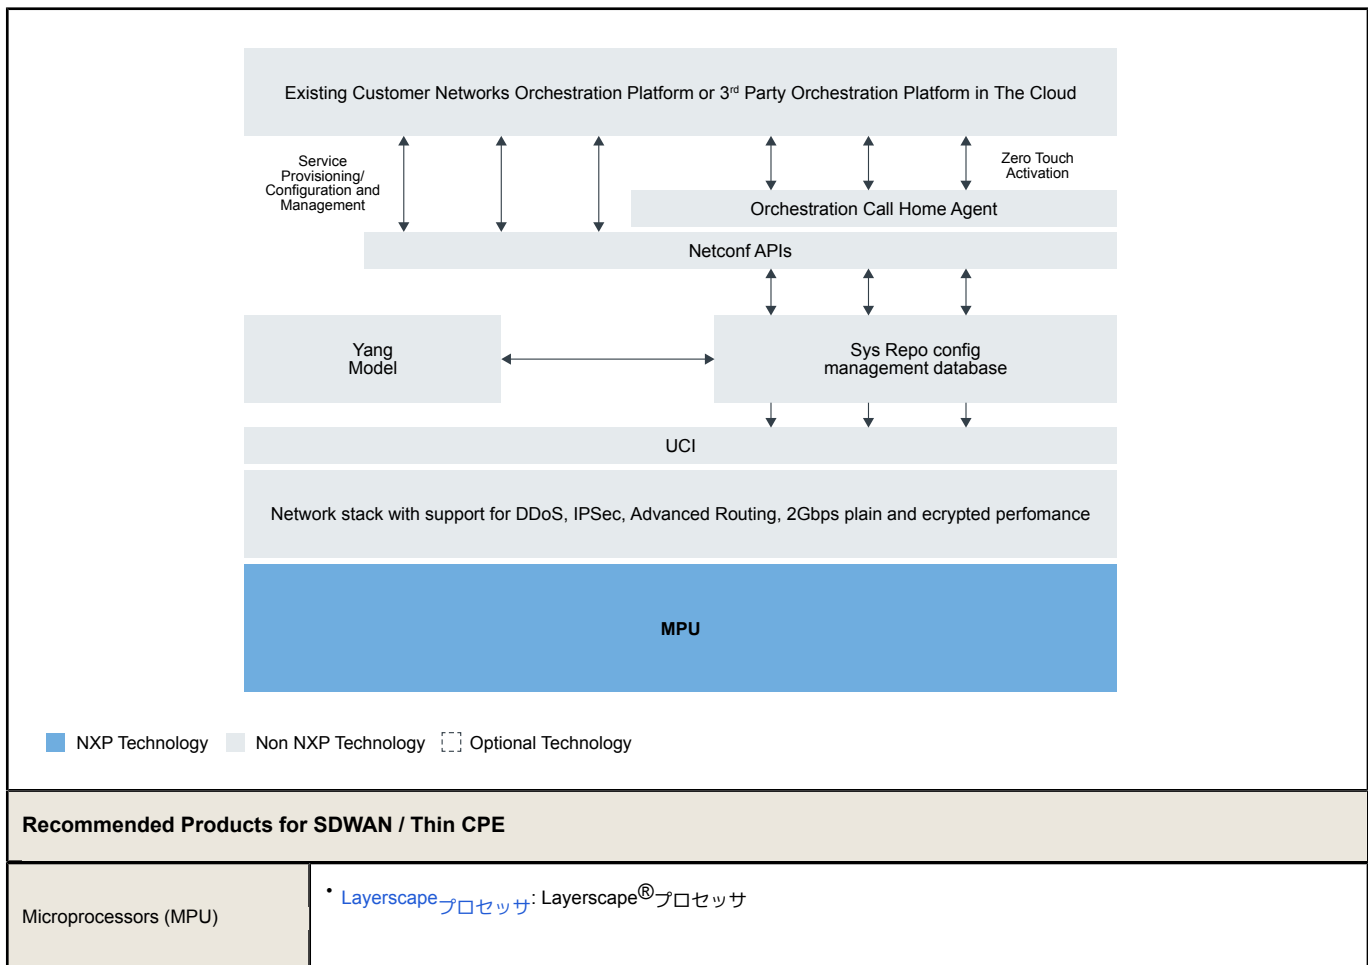 Existing Customer Networks Orchestration Platform or 3rd Party Orchestration Platform in The Cloud
Service
Provisioning/
Configuration and
Management
Zero Touch
Activation
Orchestration Call Home Agent
Netconf APIs
Yang
Model
Sys Repo config
management database
UCI
Network stack with support for DDoS, IPSec, Advanced Routing, 2Gbps plain and ecrypted perfomance
MPU
NXP Technology Non NXP Technology Optional Technology
Recommended Products for SDWAN / Thin CPE
Microprocessors (MPU)
• Layerscapeプロセッサ: Layerscape®プロセッサ